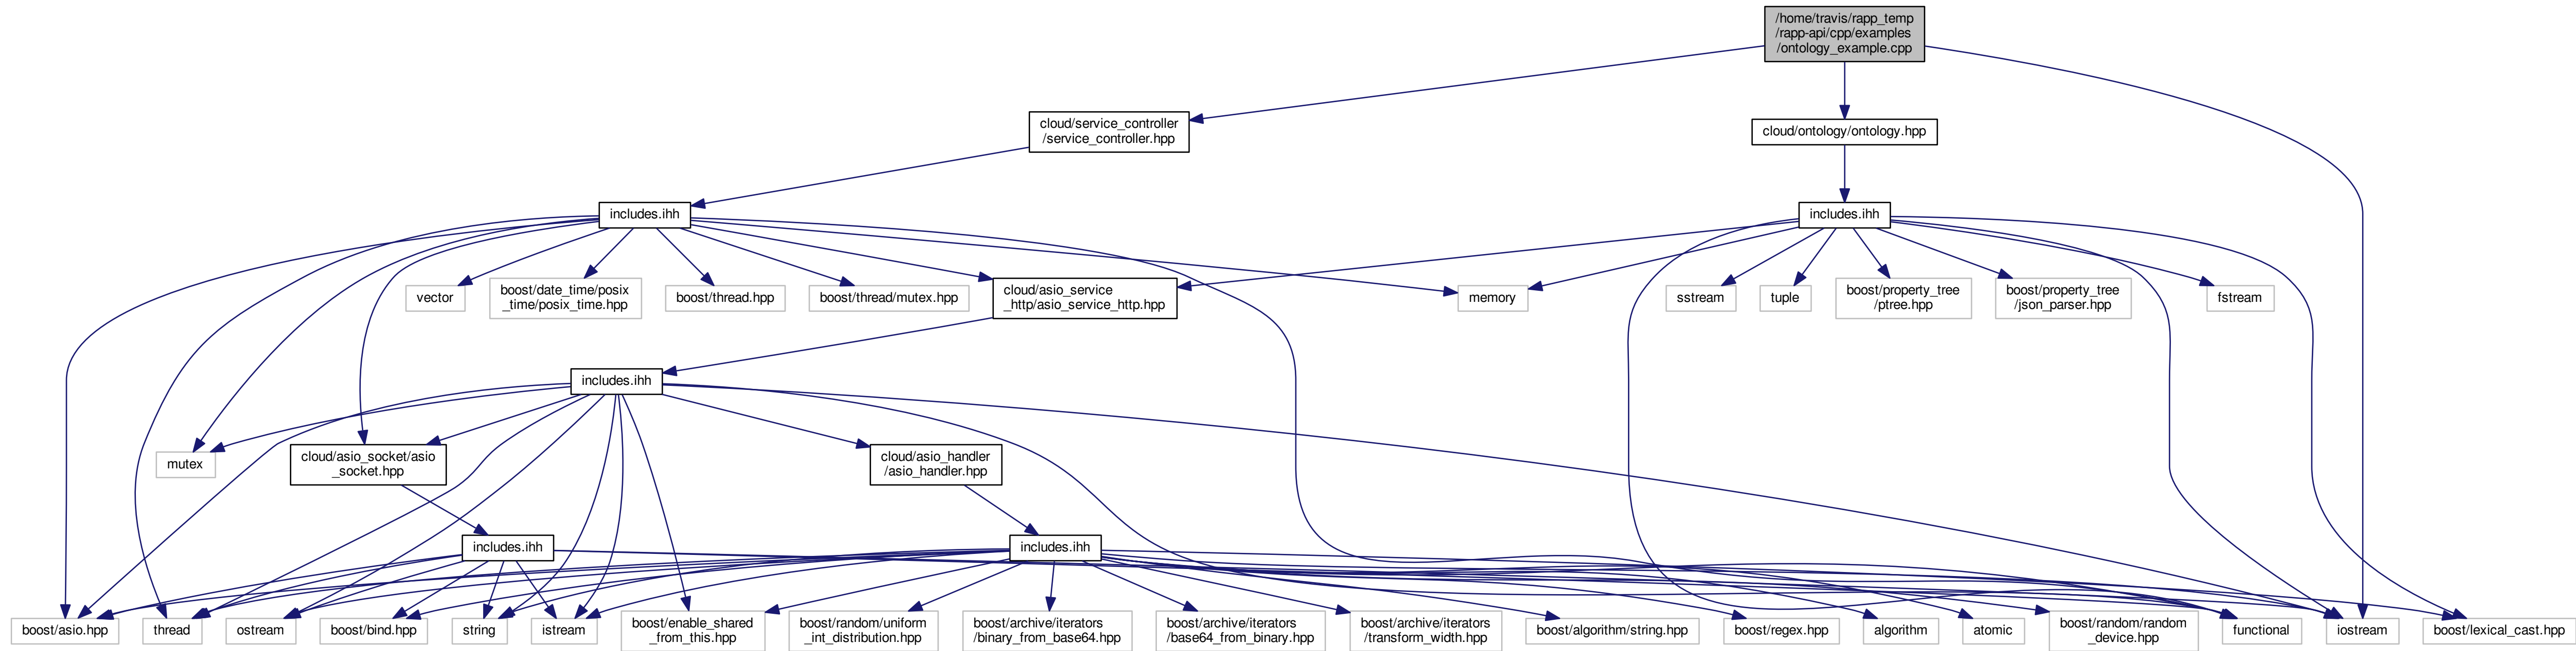 /home/travis/rapp_temp
/rapp-api/cpp/examples
/ontology_example.cpp
cloud/service_controller
/service_controller.hpp
cloud/ontology/ontology.hpp
includes.ihh
includes.ihh
vector
boost/date_time/posix
_time/posix_time.hpp
boost/thread.hpp
boost/thread/mutex.hpp
cloud/asio_service
_http/asio_service_http.hpp
memory
sstream
tuple
boost/property_tree
/ptree.hpp
boost/property_tree
/json_parser.hpp
fstream
includes.ihh
mutex
cloud/asio_socket/asio
_socket.hpp
cloud/asio_handler
/asio_handler.hpp
includes.ihh
includes.ihh
boost/asio.hpp
thread
ostream
boost/bind.hpp
string
istream
boost/enable_shared
_from_this.hpp
boost/random/uniform
_int_distribution.hpp
boost/archive/iterators
/binary_from_base64.hpp
boost/archive/iterators
/base64_from_binary.hpp
boost/archive/iterators
/transform_width.hpp
boost/algorithm/string.hpp
boost/regex.hpp
algorithm
atomic
boost/random/random
_device.hpp
functional
iostream
boost/lexical_cast.hpp